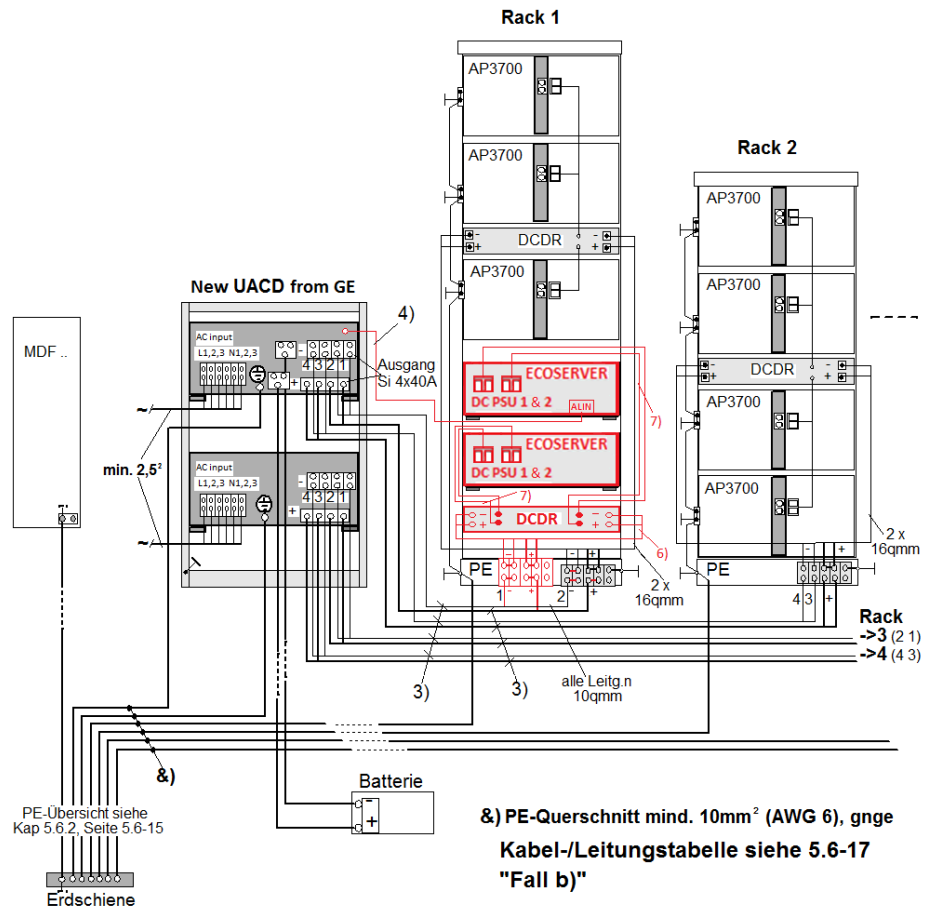 Rack 1
AP3700
AP3700
- DCDR -
+ +
AP3700
ECOSERVER
DC PSU 1 & 2
ALIN
ECOSERVER
DC PSU 1 & 2
7)
7)
- DCDR -
+ +
6)
- + - +
PE
1 - + 2 - +
2 x
16qmm
Rack 2
AP3700
AP3700
- DCDR -
+ +
AP3700
AP3700
2 x
16qmm
- +
PE
4 3 +
New UACD from GE
4)
AC input
L1,2,3 N1,2,3
-
4 3 2 1
+
Ausgang
Si 4x40A
AC input
L1,2,3 N1,2,3
-
4 3 2 1
+
MDF ..
~
min. 2,5²
~
Rack
->3 (2 1)
->4 (4 3)
3)
3)
alle Leitg.n
10qmm
&)
Batterie
-
+
PE-Übersicht siehe
Kap 5.6.2, Seite 5.6-15
Erdschiene
&) PE-Querschnitt mind. 10mm² (AWG 6), gnge
Kabel-/Leitungstabelle siehe 5.6-17
"Fall b)"